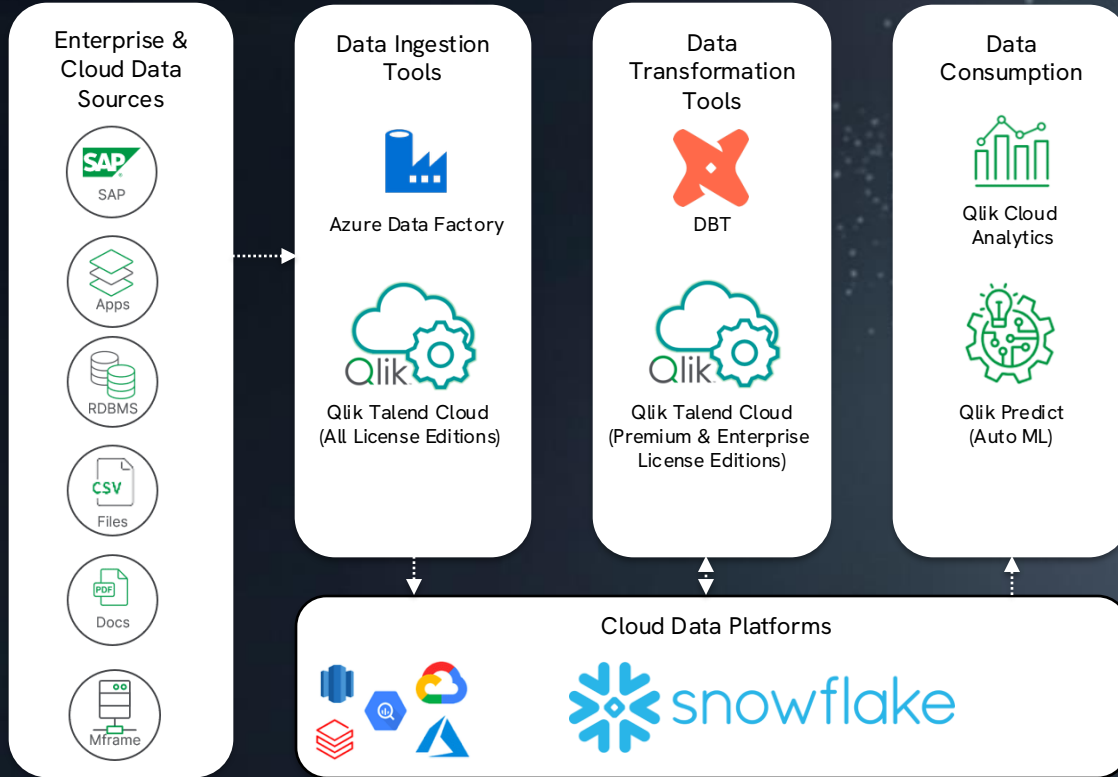 Enterprise &
Cloud Data
Sources
SAP
SAP
Apps
RDBMS
CSV
Files
PDF
Docs
Mframe
Data Ingestion
Tools
Azure Data Factory
Qlik
Qlik Talend Cloud
(All License Editions)
Data
Transformation
Tools
DBT
Qlik
Qlik Talend Cloud
(Premium & Enterprise
License Editions)
Data
Consumption
Qlik Cloud
Analytics
Qlik Predict
(Auto ML)
Cloud Data Platforms
snowflake